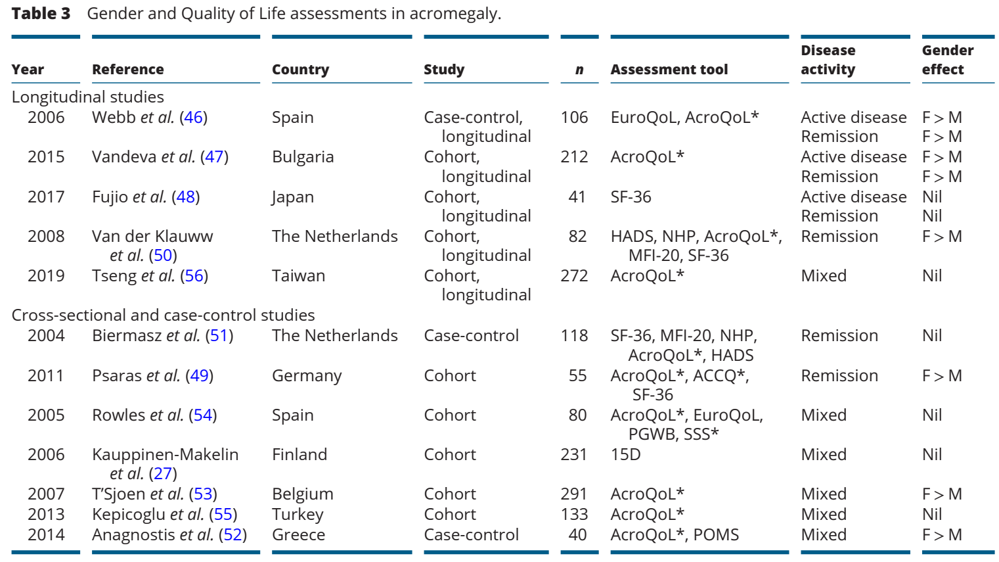 Table 3 Gender and Quality of Life assessments in acromegaly.
Year Reference Country Study n Assessment tool Disease activity Gender effect
Longitudinal studies
2006 Webb et al. (46) Spain Case-control, 106 EuroQoL, AcroQoL* Active disease F > M
longitudinal Remission F > M
2015 Vandeva et al. (47) Bulgaria Cohort, 212 AcroQoL* Active disease F > M
longitudinal Remission F > M
2017 Fujio et al. (48) Japan Cohort, 41 SF-36 Active disease Nil
longitudinal Remission Nil
2008 Van der Klauww The Netherlands Cohort, 82 HADS, NHP, AcroQoL*, Remission F > M
et al. (50) longitudinal MFI-20, SF-36
2019 Tseng et al. (56) Taiwan Cohort, 272 AcroQoL* Mixed Nil
longitudinal
Cross-sectional and case-control studies
2004 Biermasz et al. (51) The Netherlands Case-control 118 SF-36, MFI-20, NHP, Remission Nil
AcroQoL*, HADS
2011 Psaras et al. (49) Germany Cohort 55 AcroQoL*, ACCQ*, Remission F > M
SF-36
2005 Rowles et al. (54) Spain Cohort 80 AcroQoL*, EuroQoL, Mixed Nil
PGWB, SSS*
2006 Kauppinen-Makelin Finland Cohort 231 15D Mixed Nil
et al. (27)
2007 T’Sjoen et al. (53) Belgium Cohort 291 AcroQoL* Mixed F > M
2013 Kepicoglu et al. (55) Turkey Cohort 133 AcroQoL* Mixed Nil
2014 Anagnostis et al. (52) Greece Case-control 40 AcroQoL*, POMS Mixed F > M